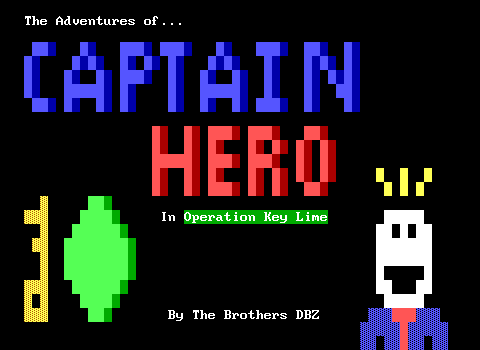 The Adventures of...
CAPTAIN
HERO
In Operation Key Lime
By The Brothers DBZ